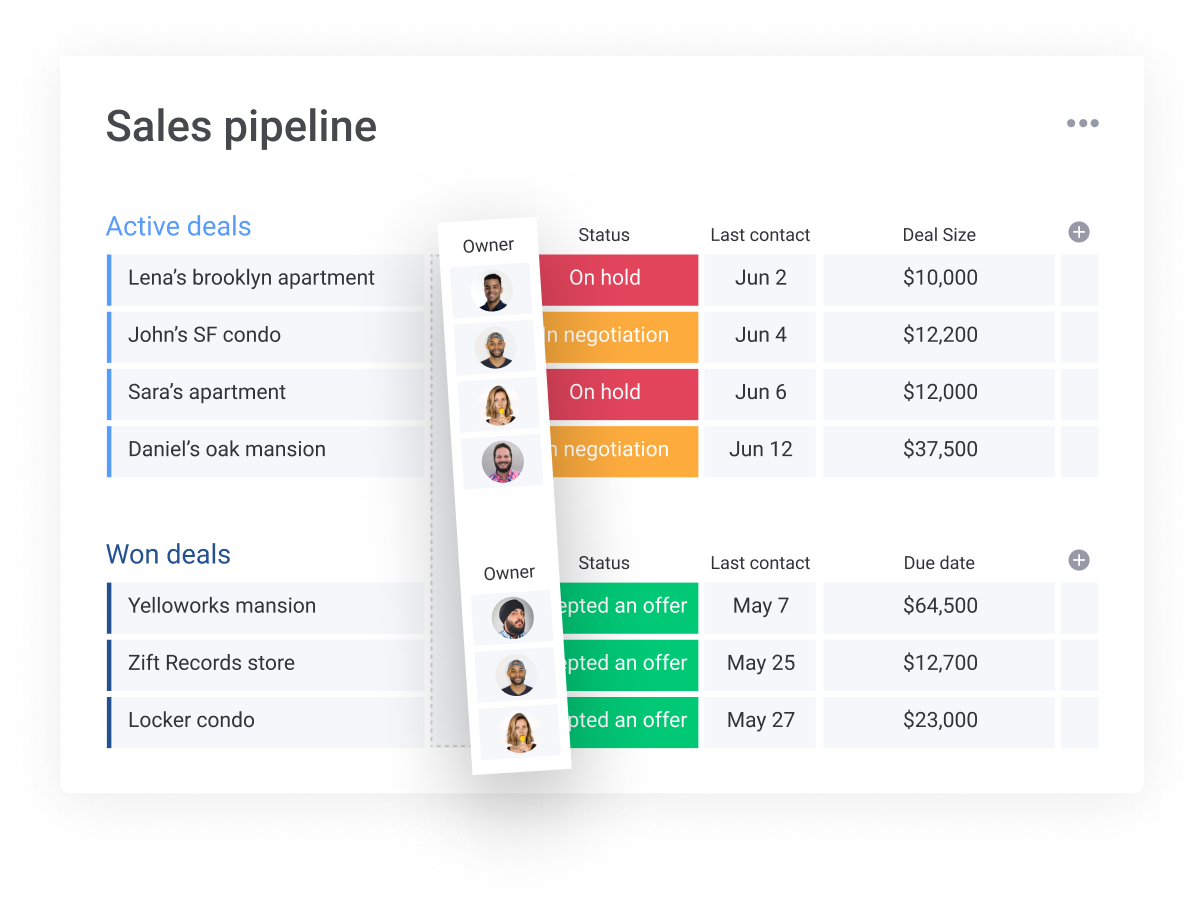 Sales pipeline
Active deals Owner Status Last contact Deal Size
Lena’s brooklyn apartment On hold Jun 2 $10,000
John’s SF condo In negotiation Jun 4 $12,200
Sara’s apartment On hold Jun 6 $12,000
Daniel’s oak mansion negotiation Jun 12 $37,500
Won deals Owner Status Last contact Due date
Yelloworks mansion epted an offer May 7 $64,500
Zift Records store epted an offer May 25 $12,700
Locker condo pted an offer May 27 $23,000